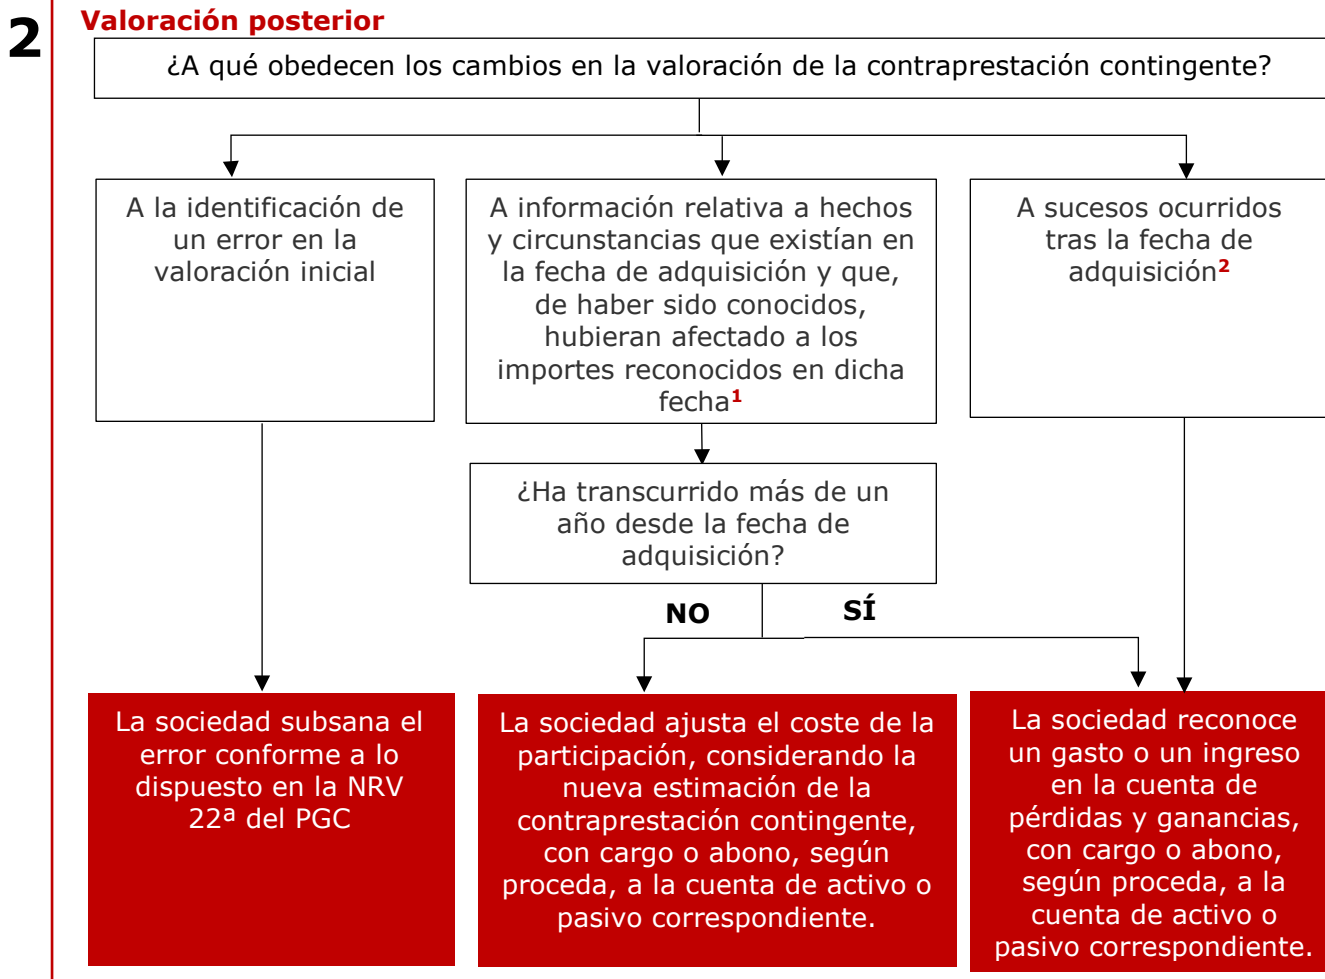 2
Valoración posterior
¿A qué obedecen los cambios en la valoración de la contraprestación contingente?
A la identificación de
un error en la
valoración inicial
A información relativa a hechos
y circunstancias que existían en
la fecha de adquisición y que,
de haber sido conocidos,
hubieran afectado a los
importes reconocidos en dicha
fecha1
A sucesos ocurridos
tras la fecha de
adquisición2
¿Ha transcurrido más de un
año desde la fecha de
adquisición?
NO
SÍ
La sociedad subsana el
error conforme a lo
dispuesto en la NRV
22ª del PGC
La sociedad ajusta el coste de la
participación, considerando la
nueva estimación de la
contraprestación contingente,
con cargo o abono, según
proceda, a la cuenta de activo o
pasivo correspondiente.
La sociedad reconoce
un gasto o un ingreso
en la cuenta de
pérdidas y ganancias,
con cargo o abono,
según proceda, a la
cuenta de activo o
pasivo correspondiente.